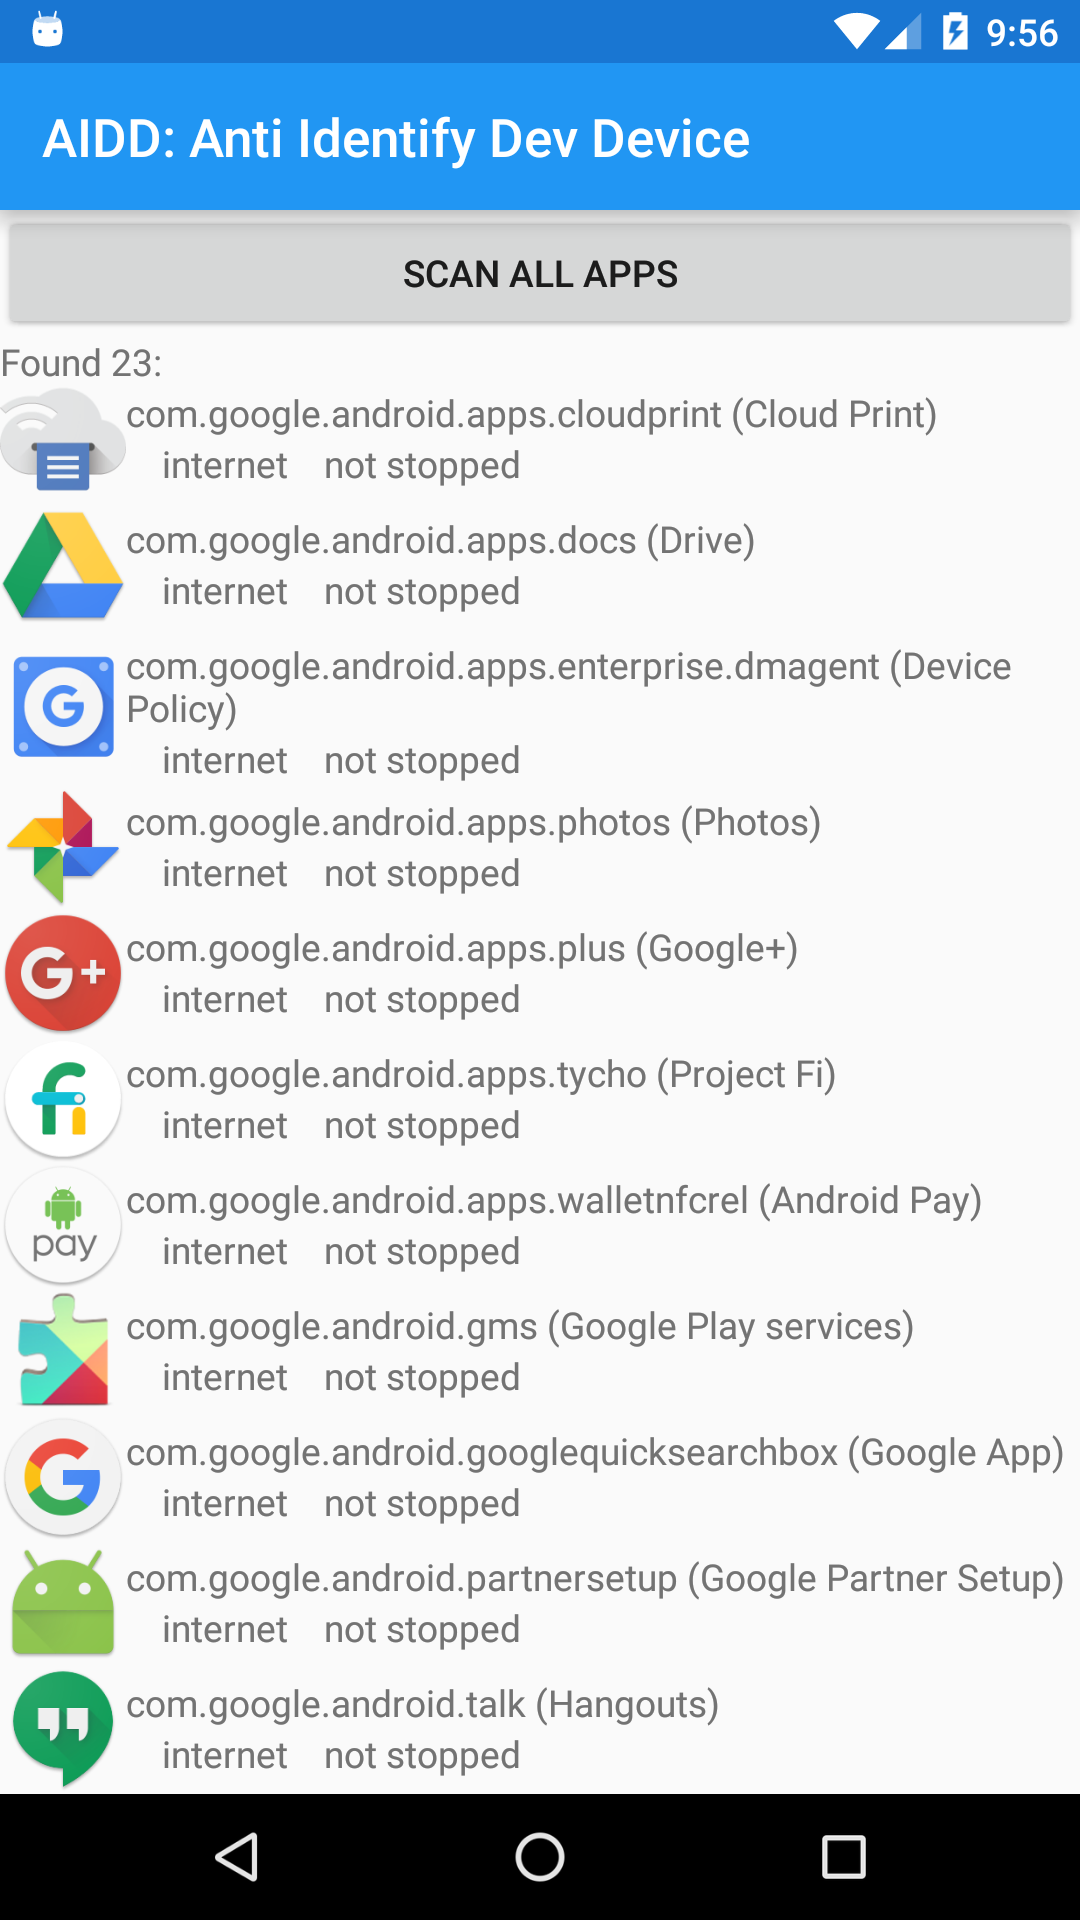 9:56
AIDD: Anti Identify Dev Device
SCAN ALL APPS
Found 23:
com.google.android.apps.cloudprint (Cloud Print)
internet not stopped
com.google.android.apps.docs (Drive)
internet not stopped
com.google.android.apps.enterprise.dmagent (Device
Policy)
internet not stopped
com.google.android.apps.photos (Photos)
internet not stopped
G+
com.google.android.apps.plus (Google+)
internet not stopped
fi
com.google.android.apps.tycho (Project Fi)
internet not stopped
pay
com.google.android.apps.walletnfcrel (Android Pay)
internet not stopped
com.google.android.gms (Google Play services)
internet not stopped
G
com.google.android.googlequicksearchbox (Google App)
internet not stopped
com.google.android.partnersetup (Google Partner Setup)
internet not stopped
com.google.android.talk (Hangouts)
internet not stopped